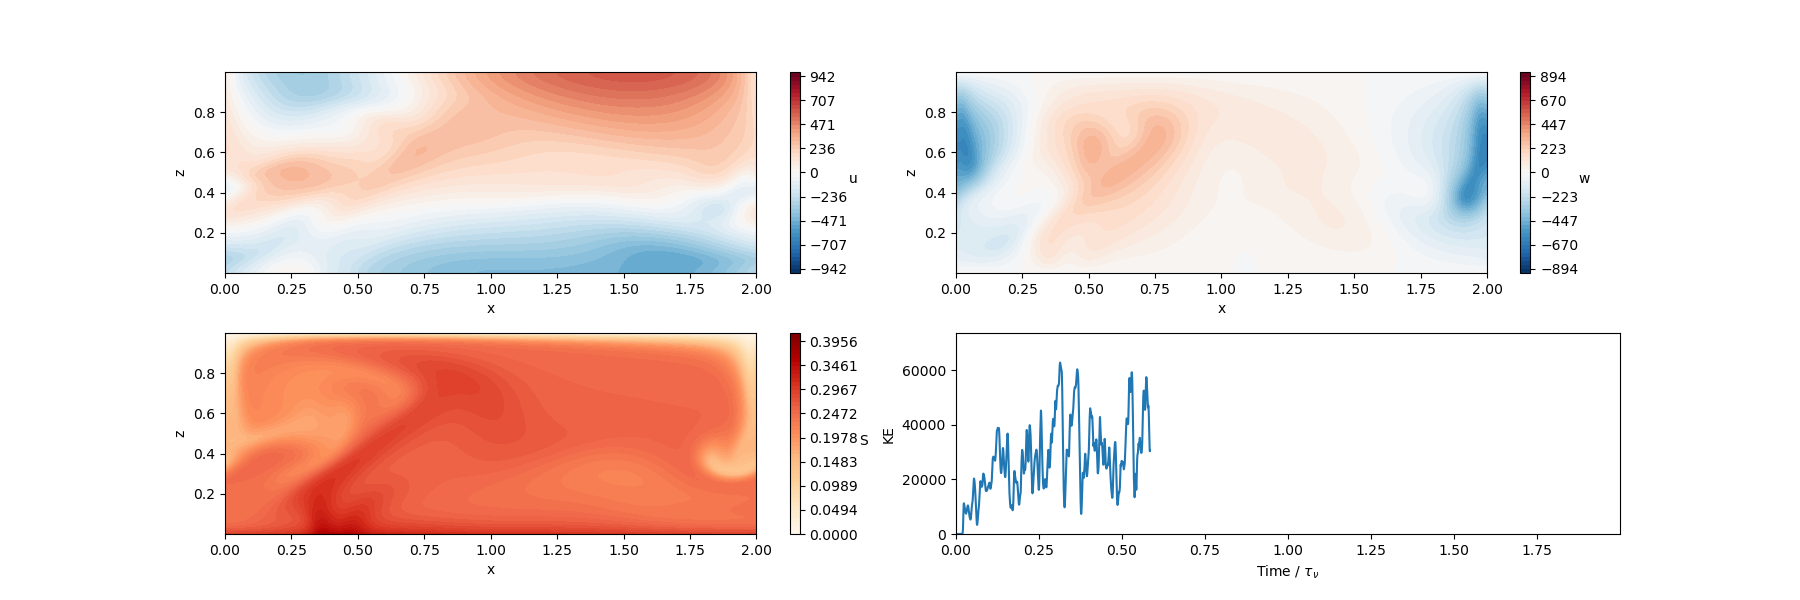 0.8
0.6
0.4
0.2
z
0.00 0.25 0.50 0.75 1.00 1.25 1.50 1.75 2.00
x
942
707
471
236
0
−236
−471
−707
−942
u
0.8
0.6
0.4
0.2
z
0.00 0.25 0.50 0.75 1.00 1.25 1.50 1.75 2.00
x
894
670
447
223
0
−223
−447
−670
−894
w
0.8
0.6
0.4
0.2
z
0.00 0.25 0.50 0.75 1.00 1.25 1.50 1.75 2.00
x
0.3956
0.3461
0.2967
0.2472
0.1978
0.1483
0.0989
0.0494
0.0000
S
60000
40000
20000
0
KE
0.00 0.25 0.50 0.75 1.00 1.25 1.50 1.75
Time / τν